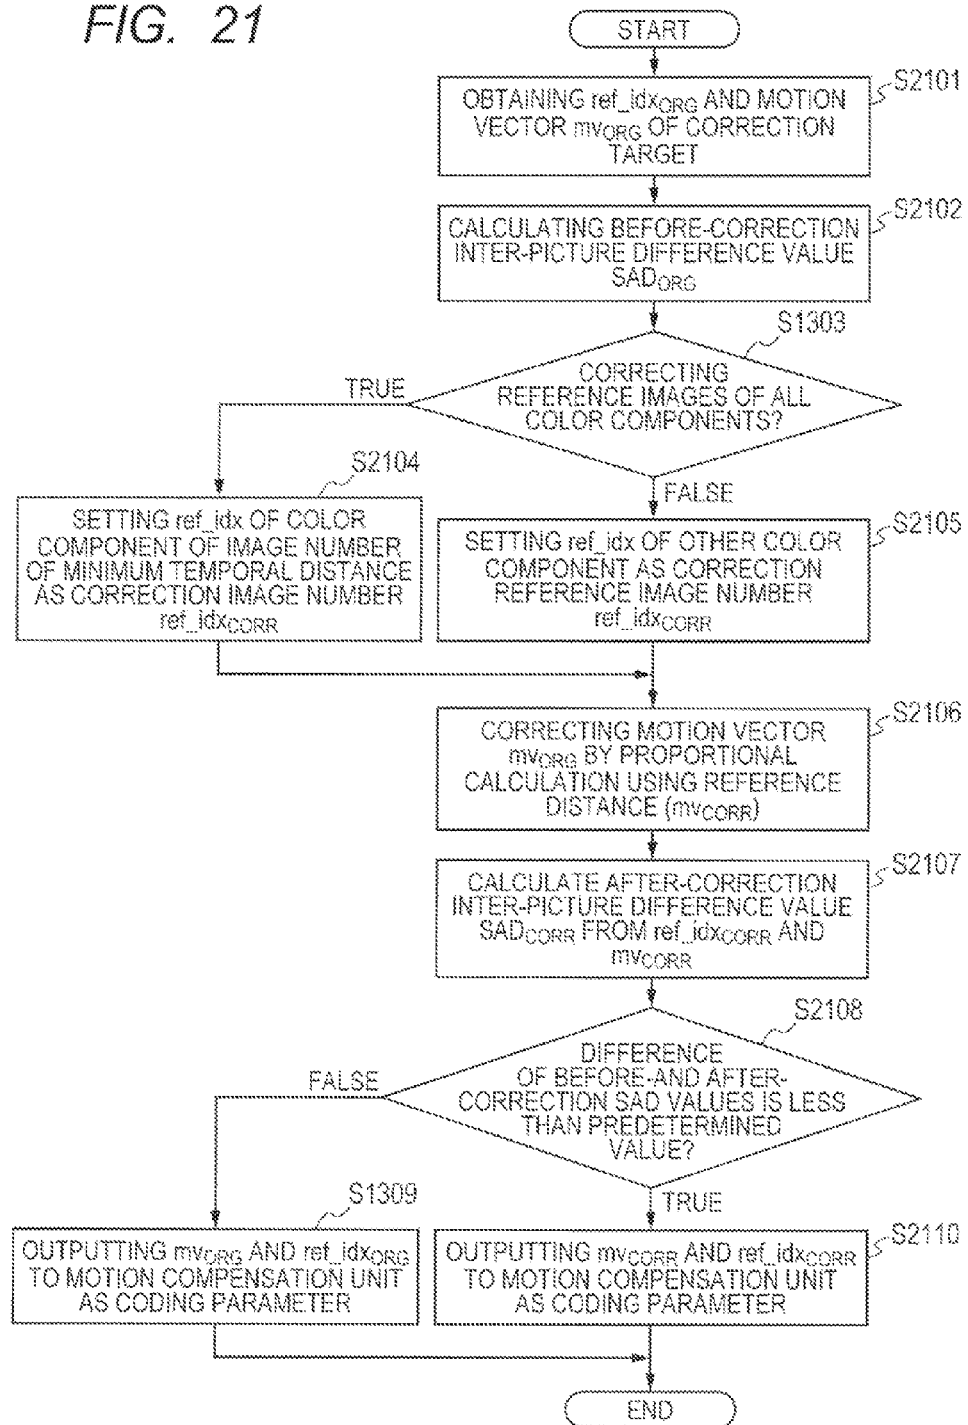 FIG. 21
START
S2101
OBTAINING ref_idxORG AND MOTION
VECTOR mvORG OF CORRECTION
TARGET
S2102
CALCULATING BEFORE-CORRECTION
INTER-PICTURE DIFFERENCE VALUE
SADORG
S1303
CORRECTING
REFERENCE IMAGES OF ALL
COLOR COMPONENTS?
TRUE
FALSE
S2104
SETTING ref_idx OF COLOR
COMPONENT OF IMAGE NUMBER
OF MINIMUM TEMPORAL DISTANCE
AS CORRECTION IMAGE NUMBER
ref_idxCORR
S2105
SETTING ref_idx OF OTHER COLOR
COMPONENT AS CORRECTION
REFERENCE IMAGE NUMBER
ref_idxCORR
S2106
CORRECTING MOTION VECTOR
mvORG BY PROPORTIONAL
CALCULATION USING REFERENCE
DISTANCE (mvCORR)
S2107
CALCULATE AFTER-CORRECTION
INTER-PICTURE DIFFERENCE VALUE
SADCORR FROM ref_idxCORR AND
mvCORR
S2108
DIFFERENCE
OF BEFORE-AND AFTER-
CORRECTION SAD VALUES IS LESS
THAN PREDETERMINED
VALUE?
FALSE
TRUE
S1309
OUTPUTTING mvORG AND ref_idxORG
TO MOTION COMPENSATION UNIT
AS CODING PARAMETER
S2110
OUTPUTTING mvCORR AND ref_idxCORR
TO MOTION COMPENSATION UNIT
AS CODING PARAMETER
END